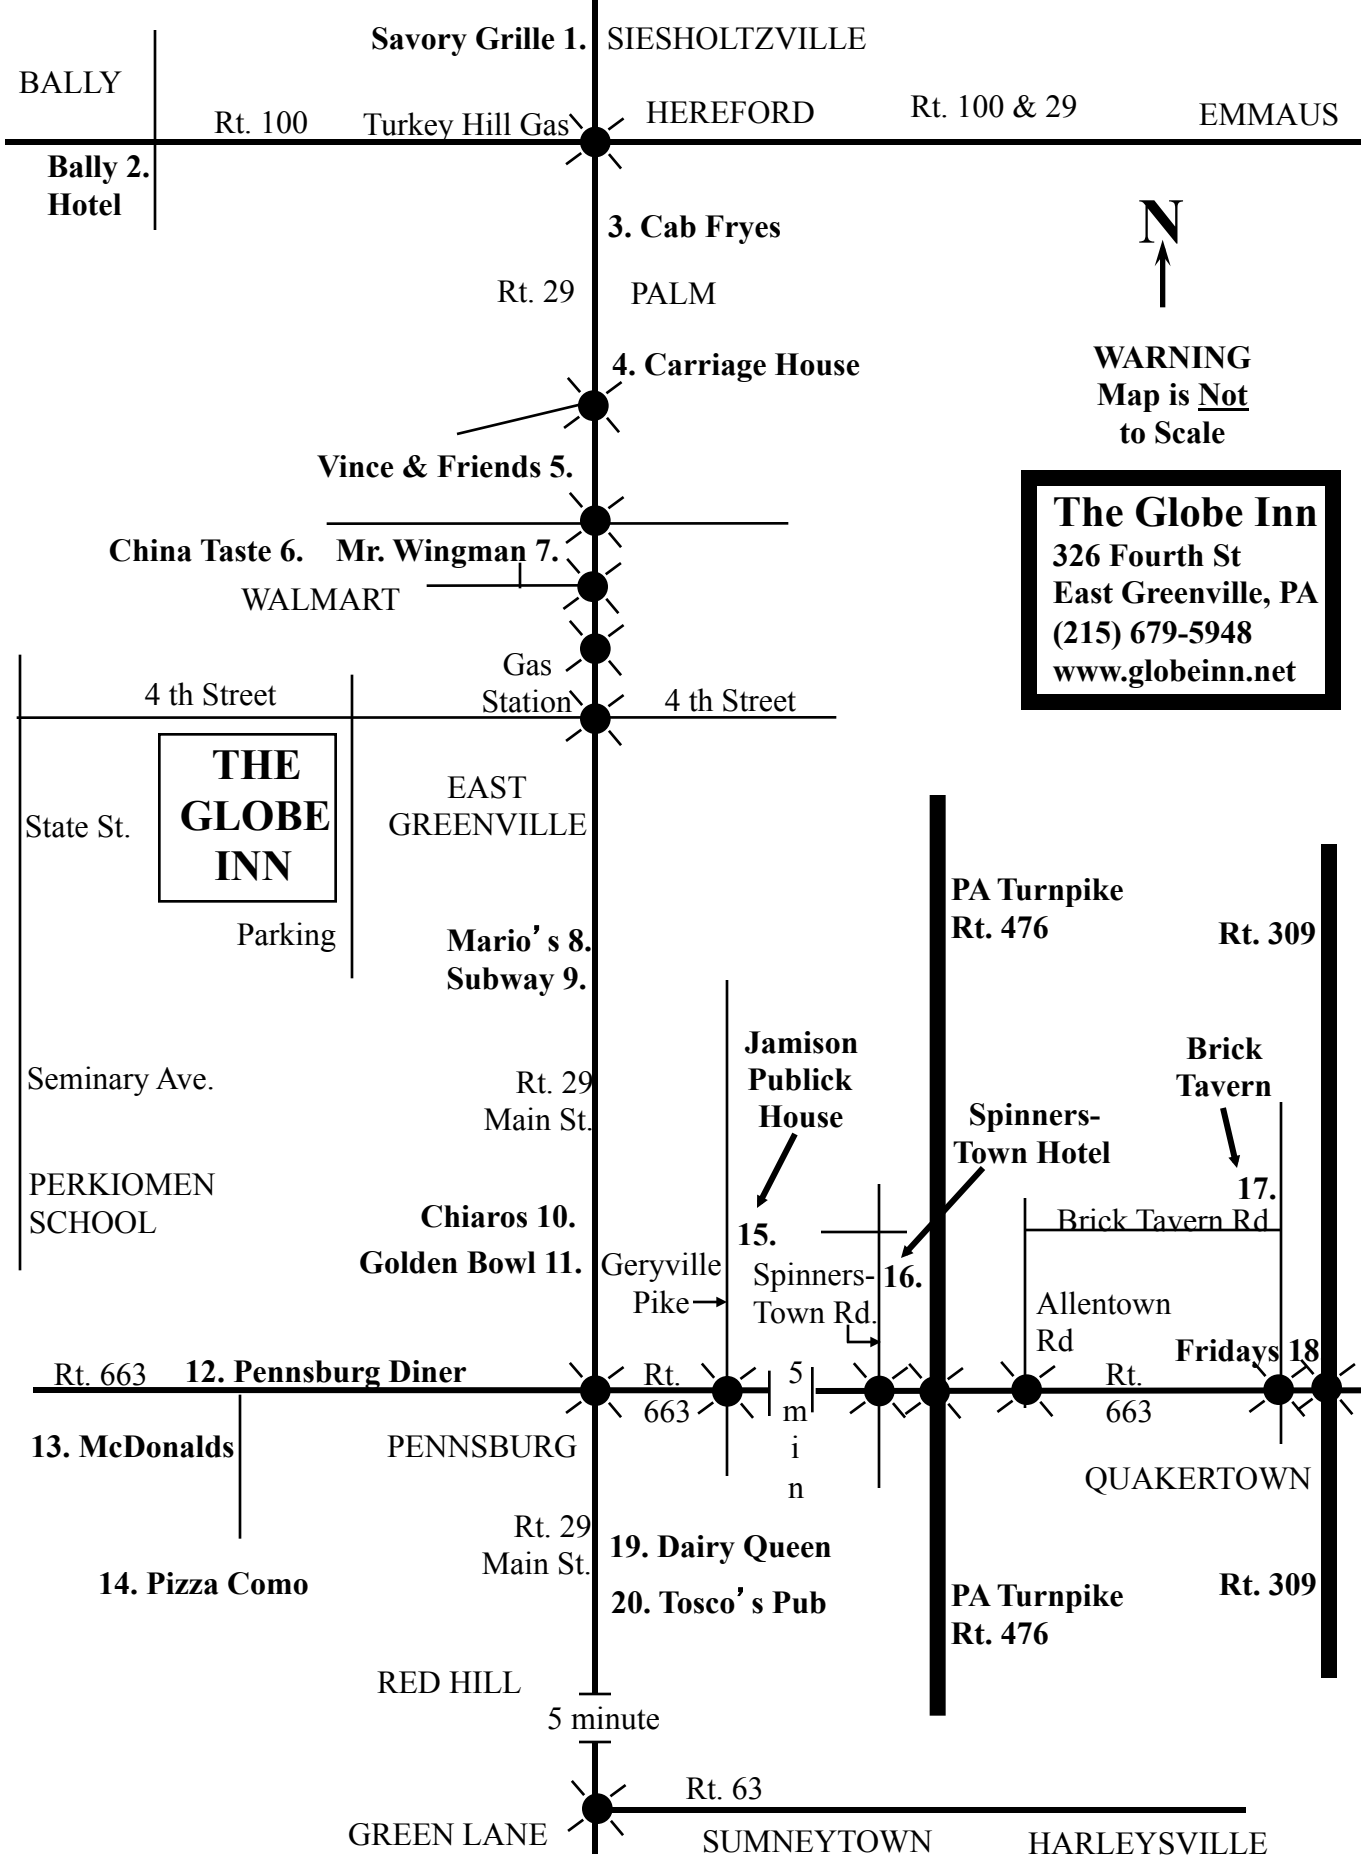 Savory Grille 1.
SIESHOLTZVILLE
BALLY
Rt. 100
Turkey Hill Gas
HEREFORD
Rt. 100 & 29
EMMAUS
Bally 2.
Hotel
3. Cab Fryes
N
Rt. 29
PALM
4. Carriage House
WARNING
Map is Not
to Scale
Vince & Friends 5.
The Globe Inn
326 Fourth St
East Greenville, PA
(215) 679-5948
www.globeinn.net
China Taste 6.
Mr. Wingman 7.
WALMART
Gas
Station
4 th Street
4 th Street
THE
GLOBE
INN
EAST
GREENVILLE
State St.
Parking
PA Turnpike
Rt. 476
Rt. 309
Mario's 8.
Subway 9.
Jamison
Publick
House
Brick
Tavern
Seminary Ave.
Rt. 29
Main St.
Spinners-
Town Hotel
PERKIOMEN
SCHOOL
17.
Chiaros 10.
Brick Tavern Rd
15.
Golden Bowl 11.
Geryville
Pike
Spinners-
Town Rd.
16.
Allentown
Rd
Fridays 18
Rt. 663
12. Pennsburg Diner
Rt.
663
5
m
i
n
Rt.
663
13. McDonalds
PENNSBURG
QUAKERTOWN
Rt. 29
Main St.
19. Dairy Queen
14. Pizza Como
20. Tosco's Pub
PA Turnpike
Rt. 476
Rt. 309
RED HILL
5 minute
Rt. 63
GREEN LANE
SUMNEYTOWN
HARLEYSVILLE